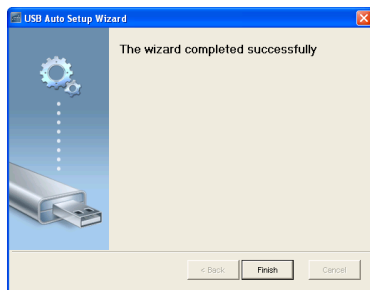 USB Auto Setup Wizard
The wizard completed successfully
< Back
Finish
Cancel